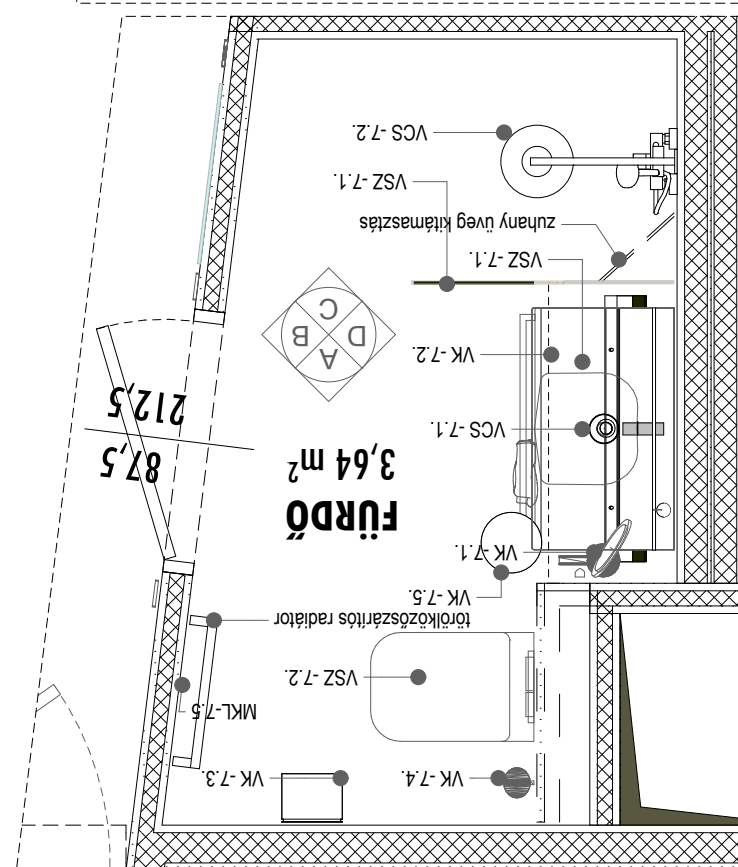 VK -7.4.
VK -7.3.
MKL-7.5
VSZ -7.2.
törölközőszárítós radiátor
VK -7.5.
VK -7.1.
FÜRDŐ
3,64 m²
87,5
212,5
VCS -7.1.
VK -7.2.
A
D B
C
VSZ -7.1.
zuhany üveg kitámasztás
VSZ -7.1.
VCS -7.2.